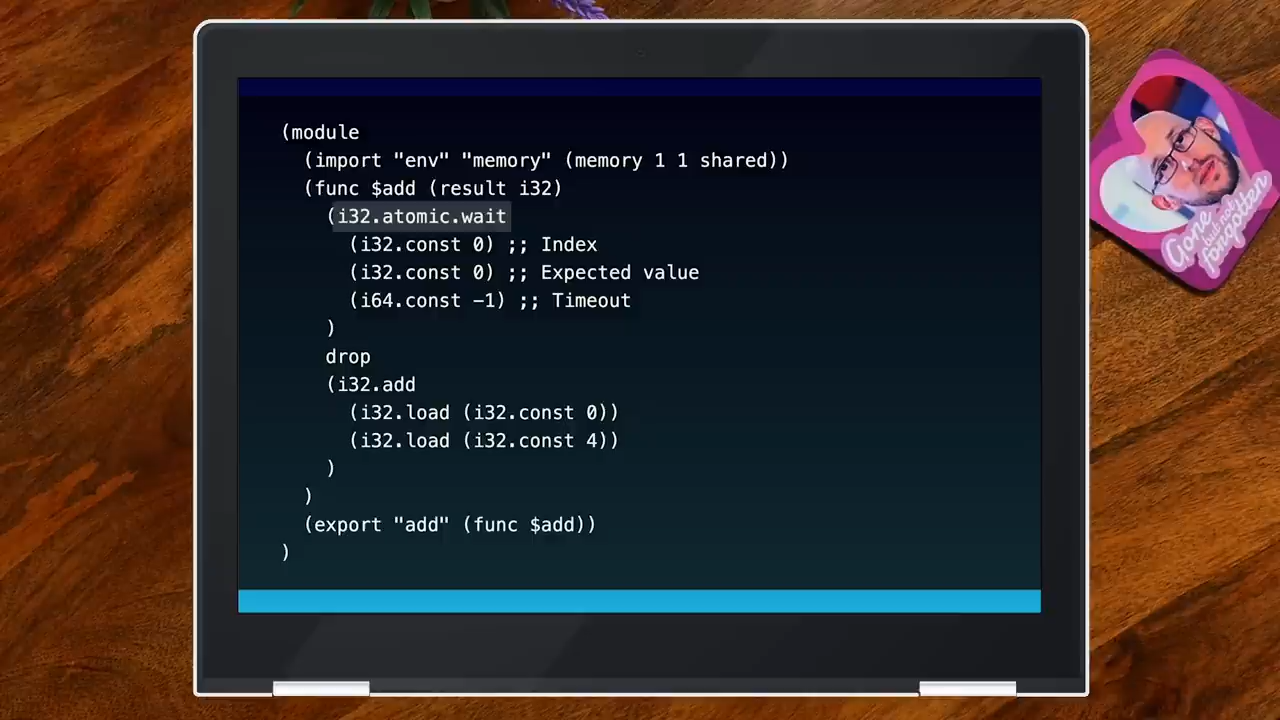 (module
(import "env" "memory" (memory 1 1 shared))
(func $add (result i32)
(i32.atomic.wait
(i32.const 0) ;; Index
(i32.const 0) ;; Expected value
(i64.const -1) ;; Timeout
)
drop
(i32.add
(i32.load (i32.const 0))
(i32.load (i32.const 4))
)
)
(export "add" (func $add))
)
Gone
but not
forgotten